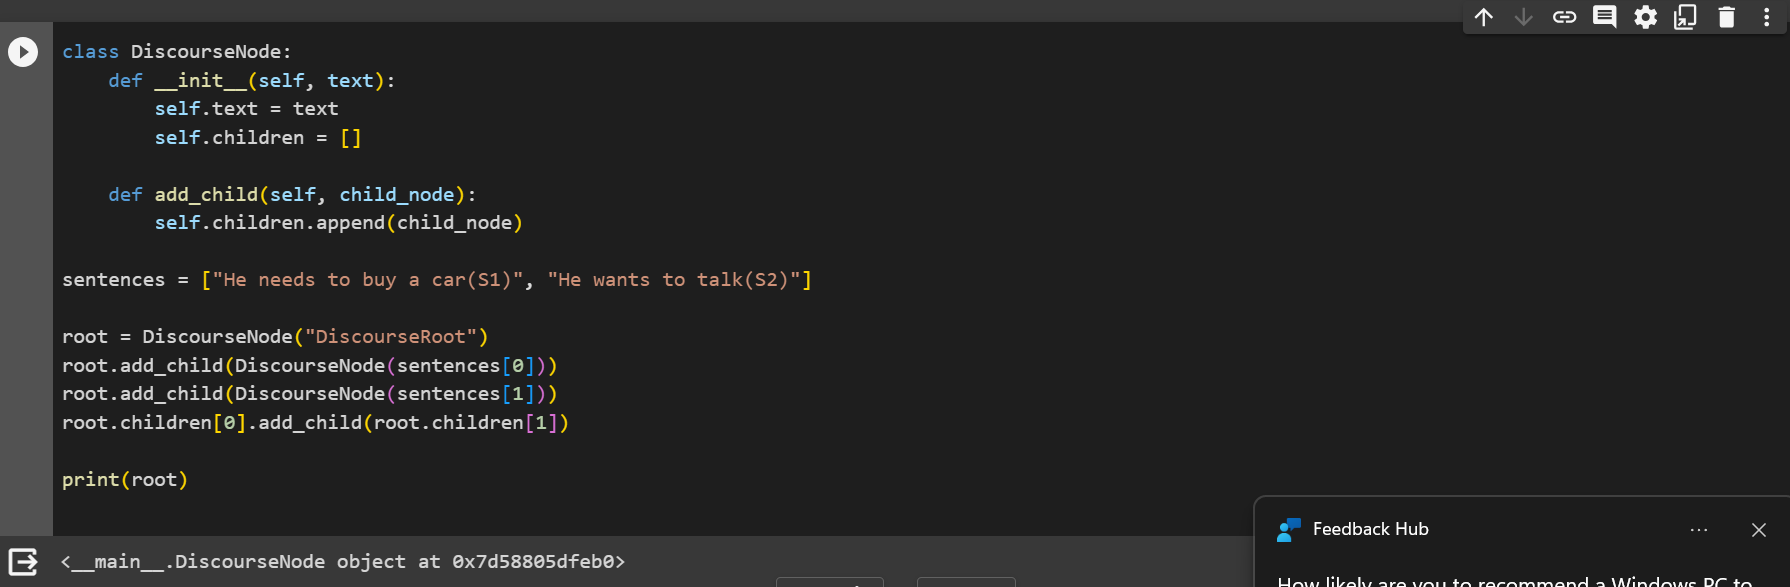 class DiscourseNode:
    def __init__(self, text):
        self.text = text
        self.children = []
    def add_child(self, child_node):
        self.children.append(child_node)
sentences = ["He needs to buy a car(S1)", "He wants to talk(S2)"]
root = DiscourseNode("DiscourseRoot")
root.add_child(DiscourseNode(sentences[0]))
root.add_child(DiscourseNode(sentences[1]))
root.children[0].add_child(root.children[1])
print(root)
<__main__.DiscourseNode object at 0x7d58805dfeb0>
Feedback Hub
How likely are you to recommend a Windows PC to